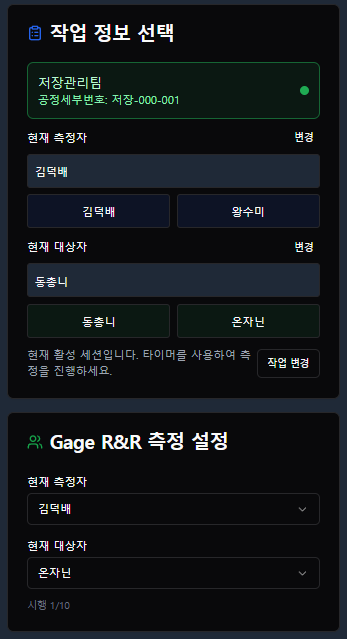 작업 정보 선택
저장관리팀
공정세부번호: 저장-000-001
현재 측정자 변경
김덕배
김덕배 왕수미
현재 대상자 변경
동총니
동총니 온자닌
현재 활성 세션입니다. 타이머를 사용하여 측
정을 진행하세요. 작업 변경
Gage R&R 측정 설정
현재 측정자
김덕배
현재 대상자
온자닌
시행 1/10